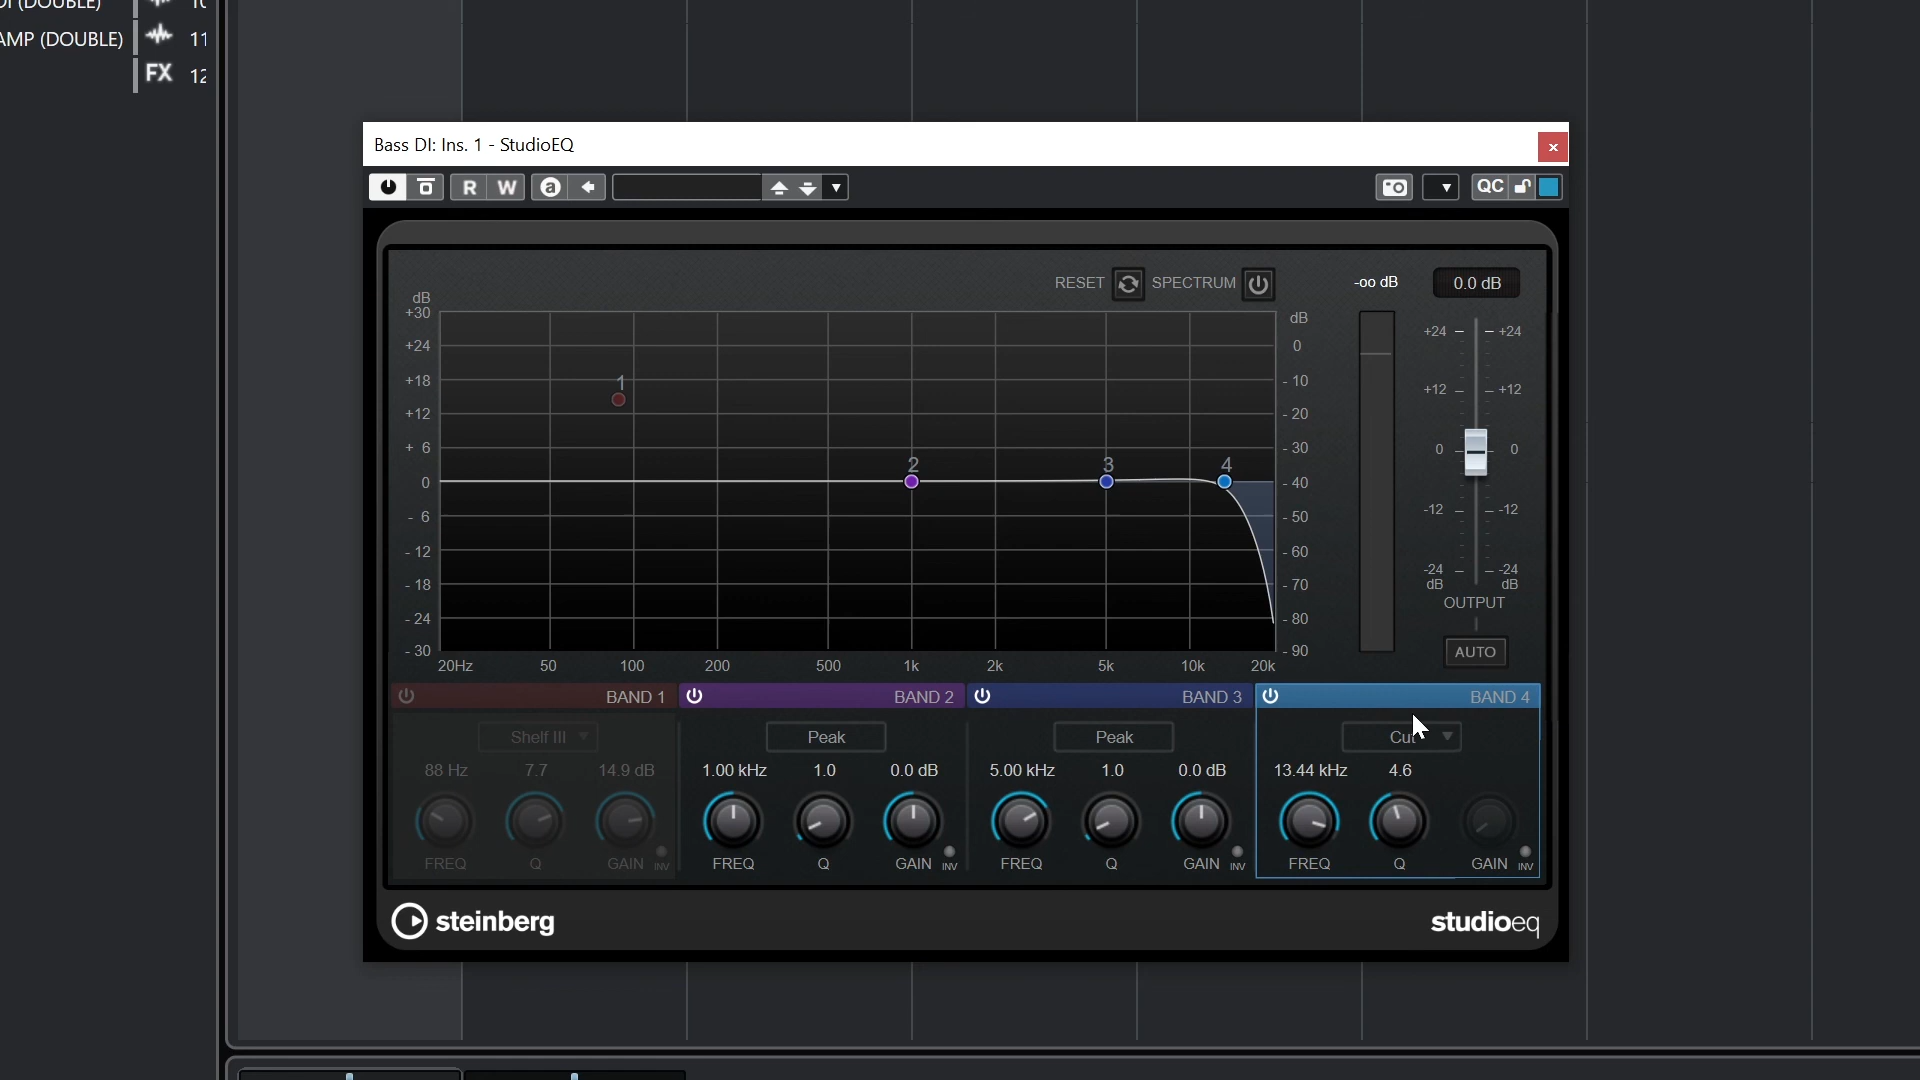 (DOUBLE) 10
AMP (DOUBLE) 11
FX 12
Bass DI: Ins. 1 - StudioEQ x
R W a QC
RESET SPECTRUM -oo dB 0.0 dB
dB
+30 dB
+24 0
+18 -10
+12 -20
+6 -30
0 -40
-6 -50
-12 -60
-18 -70
-24 -80
-30 -90
1
2 3 4
+24 +24
+12 +12
0 0
-12 -12
-24 -24
dB dB
OUTPUT
AUTO
20Hz 50 100 200 500 1k 2k 5k 10k 20k
BAND 1 BAND 2 BAND 3 BAND 4
Shelf III Peak Peak Cut
88 Hz 7.7 14.9 dB 1.00 kHz 1.0 0.0 dB 5.00 kHz 1.0 0.0 dB 13.44 kHz 4.6
FREQ Q GAIN INV FREQ Q GAIN INV FREQ Q GAIN INV FREQ Q GAIN INV
steinberg studioeq